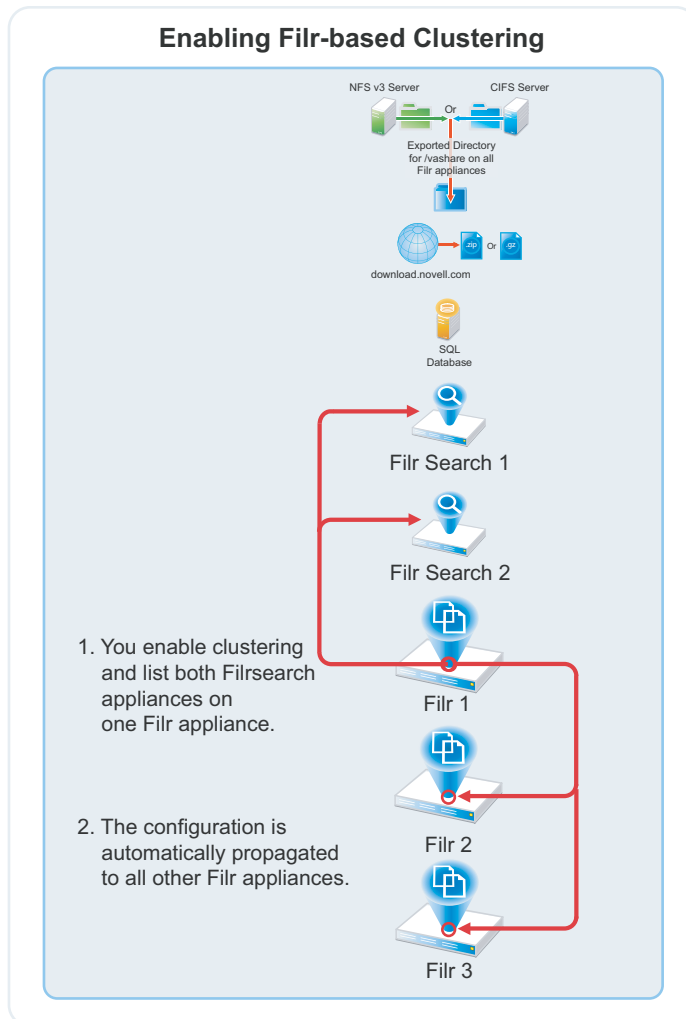 Enabling Filr-based Clustering
NFS v3 Server
CIFS Server
Or
Exported Directory
for /vashare on all
Filr appliances
.zip
Or
.gz
download.novell.com
SQL
Database
Filr Search 1
Filr Search 2
1. You enable clustering
and list both Filrsearch
appliances on
one Filr appliance.
Filr 1
Filr 2
2. The configuration is
automatically propagated
to all other Filr appliances.
Filr 3